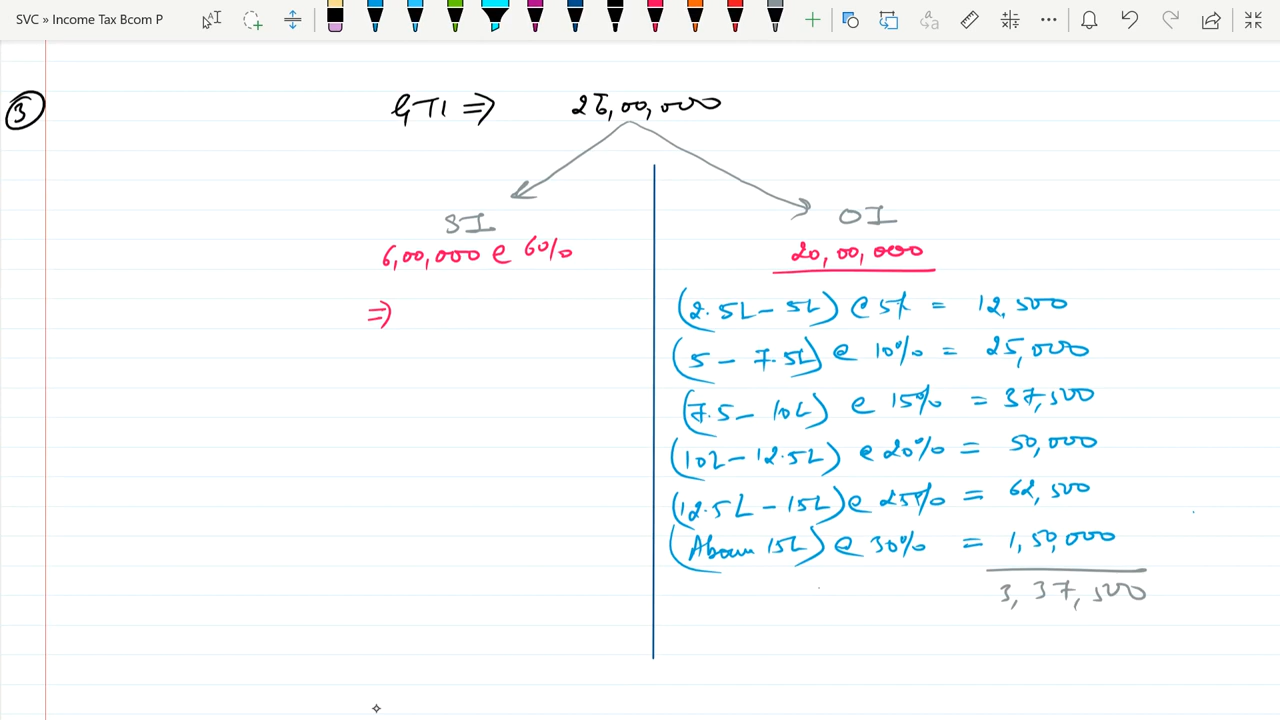 SVC » Income Tax Bcom P
3
GTI ⇒ 26,00,000
SI
6,00,000 @ 60%
⇒
OI
20,00,000
(2.5L - 5L) @ 5% = 12,500
(5 - 7.5L) @ 10% = 25,000
(7.5 - 10L) @ 15% = 37,500
(10L - 12.5L) @ 20% = 50,000
(12.5L - 15L) @ 25% = 62,500
(Above 15L) @ 30% = 1,50,000
3,37,500